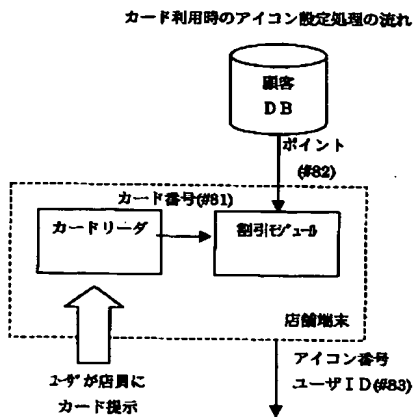 カード利用時のアイコン設定処理の流れ
顧客
DB
ポイント
(#82)
カード番号(#81)
カードリーダ
割引モジュール
店舗端末
ユーザが店員に
カード提示
アイコン番号
ユーザID(#83)